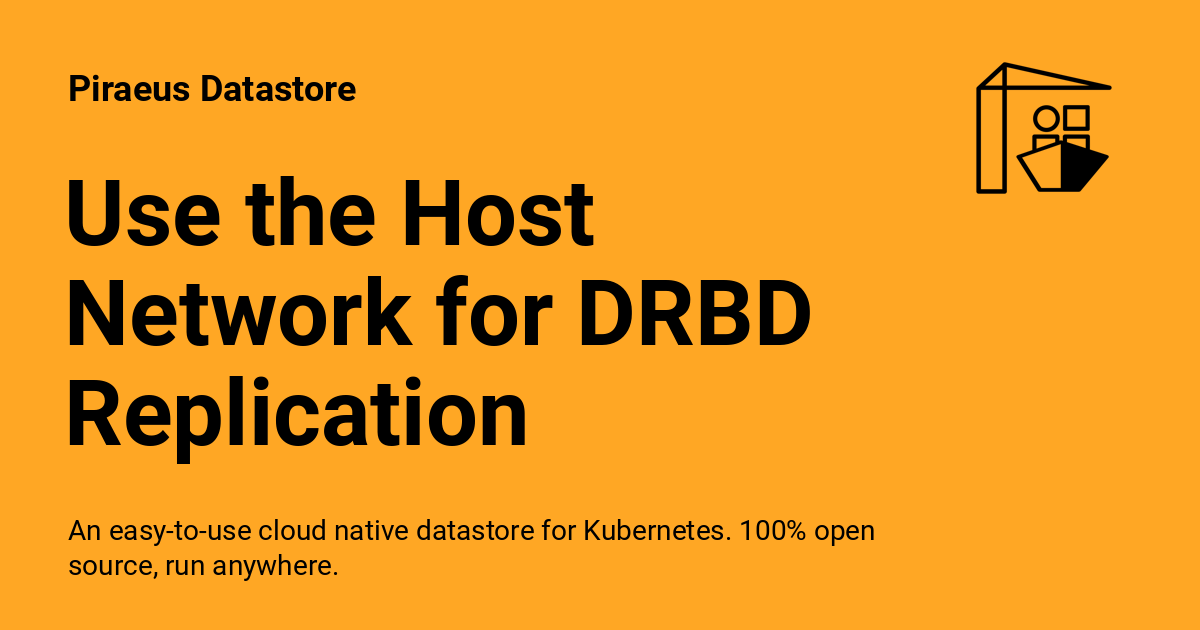 Piraeus Datastore
Use the Host
Network for DRBD
Replication
An easy-to-use cloud native datastore for Kubernetes. 100% open
source, run anywhere.